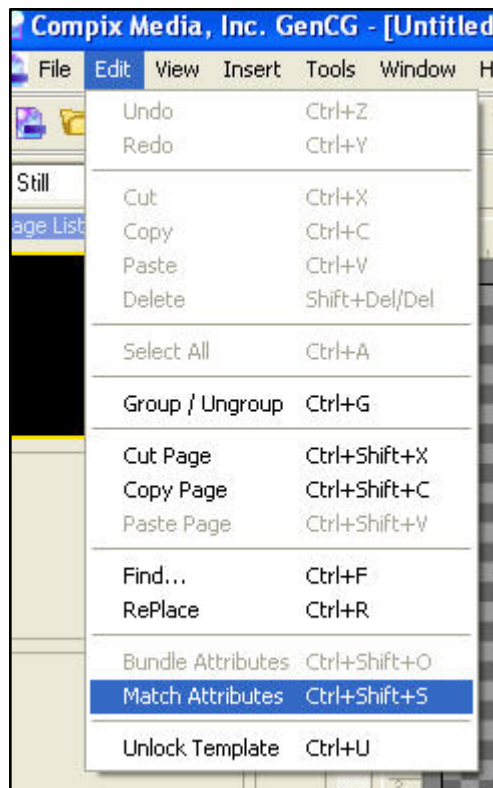 Compix Media, Inc. GenCG - [Untitled
File Edit View Insert Tools Window H
Still
age List
Undo Ctrl+Z
Redo Ctrl+Y
Cut Ctrl+X
Copy Ctrl+C
Paste Ctrl+V
Delete Shift+Del/Del
Select All Ctrl+A
Group / Ungroup Ctrl+G
Cut Page Ctrl+Shift+X
Copy Page Ctrl+Shift+C
Paste Page Ctrl+Shift+V
Find... Ctrl+F
RePlace Ctrl+R
Bundle Attributes Ctrl+Shift+O
Match Attributes Ctrl+Shift+S
Unlock Template Ctrl+U